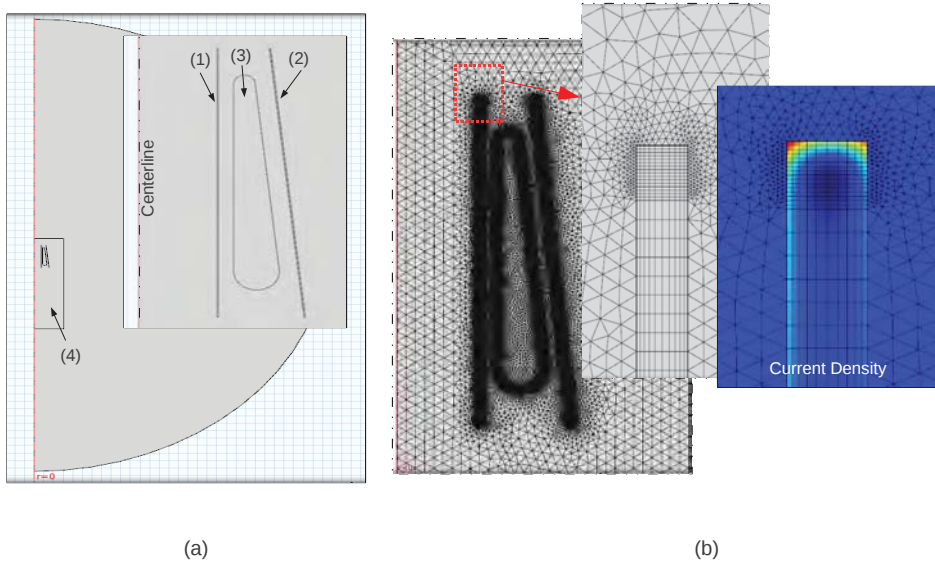 (1)
(3)
(2)
Centerline
(4)
r=0
Current Density
(a)
(b)